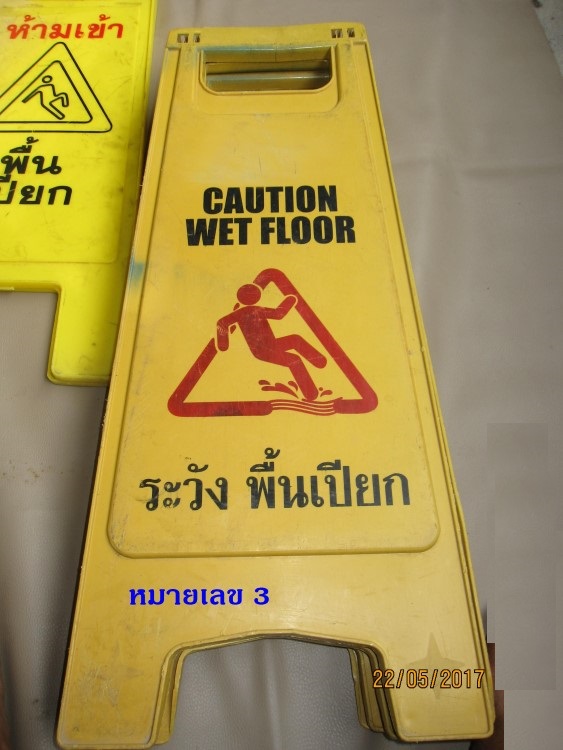 ห้ามเข้า
พื้น
เปียก
CAUTION
WET FLOOR
ระวัง พื้นเปียก
หมายเลข 3
22/05/2017